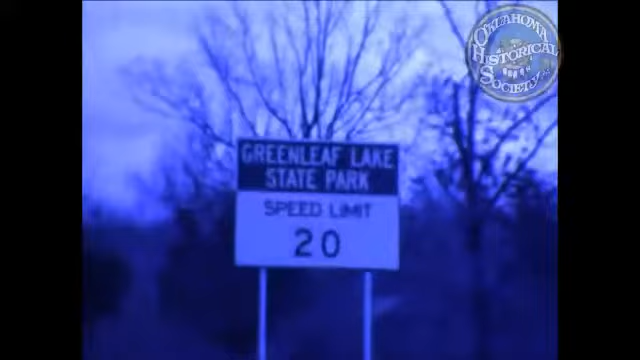 OKLAHOMA
HISTORICAL
SOCIETY
GREENLEAF LAKE
STATE PARK
SPEED LIMIT
20